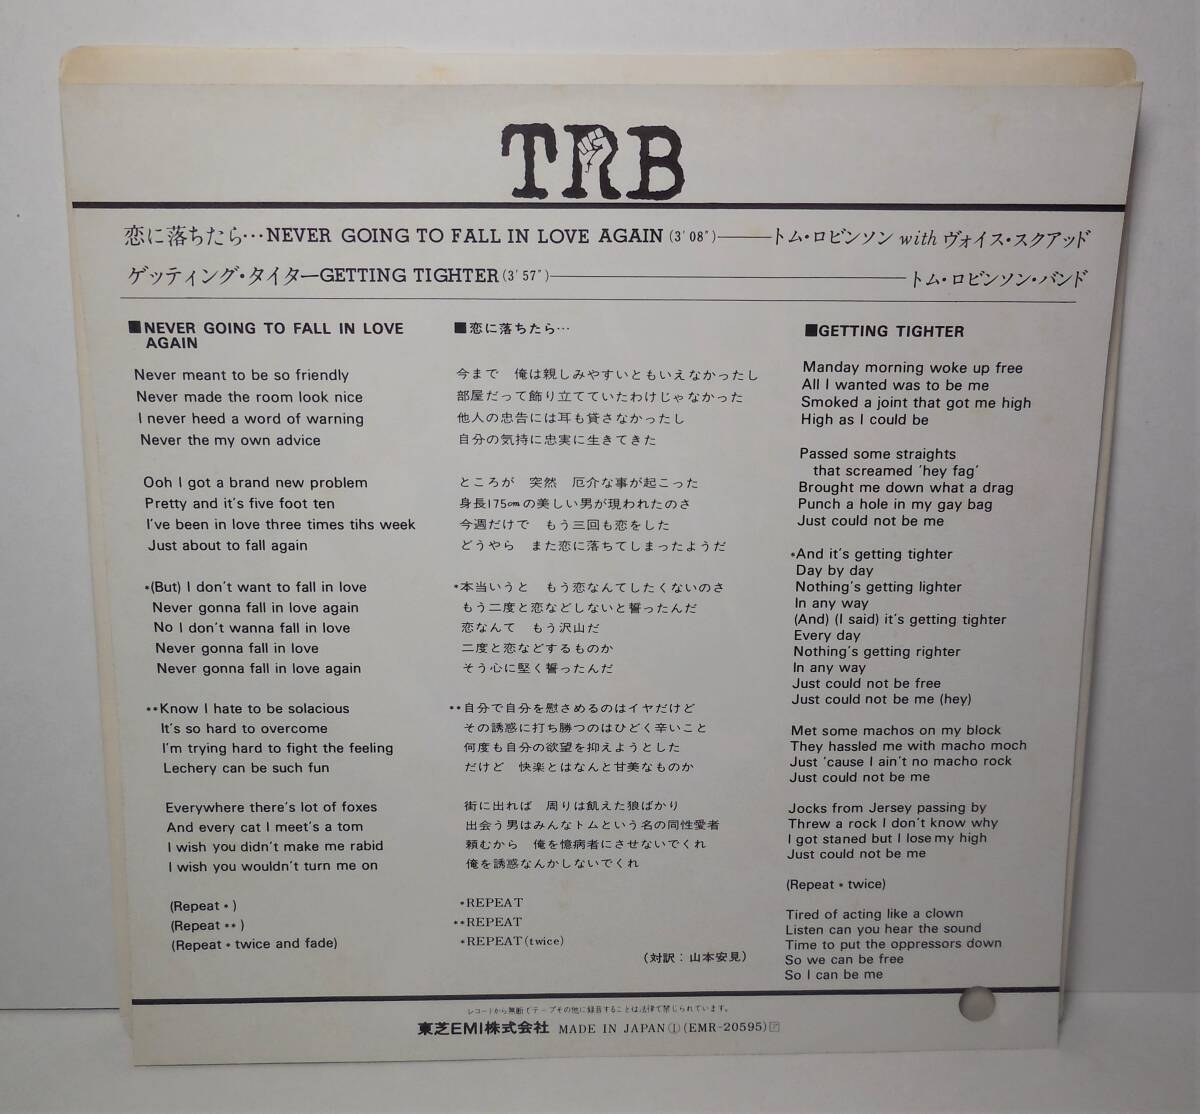 TRB
恋に落ちたら…NEVER GOING TO FALL IN LOVE AGAIN (3'08")——トム・ロビンソン with ヴォイス・スクアッド
ゲッティング・タイターGETTING TIGHTER (3'57")——トム・ロビンソン・バンド
■NEVER GOING TO FALL IN LOVE
AGAIN
Never meant to be so friendly
Never made the room look nice
I never heed a word of warning
Never the my own advice
Ooh I got a brand new problem
Pretty and it's five foot ten
I've been in love three times tihs week
Just about to fall again
*(But) I don't want to fall in love
Never gonna fall in love again
No I don't wanna fall in love
Never gonna fall in love
Never gonna fall in love again
**Know I hate to be solacious
It's so hard to overcome
I'm trying hard to fight the feeling
Lechery can be such fun
Everywhere there's lot of foxes
And every cat I meet's a tom
I wish you didn't make me rabid
I wish you wouldn't turn me on
(Repeat *)
(Repeat **)
(Repeat * twice and fade)
■恋に落ちたら…
今まで 俺は親しみやすいともいえなかったし
部屋だって飾り立てていたわけじゃなかった
他人の忠告には耳も貸さなかったし
自分の気持に忠実に生きてきた
ところが 突然 厄介な事が起こった
身長175cmの美しい男が現われたのさ
今週だけで もう三回も恋をした
どうやら また恋に落ちてしまったようだ
*本当いうと もう恋なんてしたくないのさ
もう二度と恋などしないと誓ったんだ
恋なんて もう沢山だ
二度と恋などするものか
そう心に堅く誓ったんだ
**自分で自分を慰さめるのはイヤだけど
その誘惑に打ち勝つのはひどく辛いこと
何度も自分の欲望を抑えようとした
だけど 快楽とはなんと甘美なものか
街に出れば 周りは飢えた狼ばかり
出会う男はみんなトムという名の同性愛者
頼むから 俺を憶病者にさせないでくれ
俺を誘惑なんかしないでくれ
*REPEAT
**REPEAT
*REPEAT(twice)
(対訳：山本安見)
■GETTING TIGHTER
Manday morning woke up free
All I wanted was to be me
Smoked a joint that got me high
High as I could be
Passed some straights
that screamed 'hey fag'
Brought me down what a drag
Punch a hole in my gay bag
Just could not be me
*And it's getting tighter
Day by day
Nothing's getting lighter
In any way
(And) (I said) it's getting tighter
Every day
Nothing's getting righter
In any way
Just could not be free
Just could not be me (hey)
Met some machos on my block
They hassled me with macho moch
Just 'cause I ain't no macho rock
Just could not be me
Jocks from Jersey passing by
Threw a rock I don't know why
I got staned but I lose my high
Just could not be me
(Repeat * twice)
Tired of acting like a clown
Listen can you hear the sound
Time to put the oppressors down
So we can be free
So I can be me
レコードから無断でテープその他に録音することは法律で禁じられています。
東芝EMI株式会社 MADE IN JAPAN Ⓘ (EMR-20595) 🄿